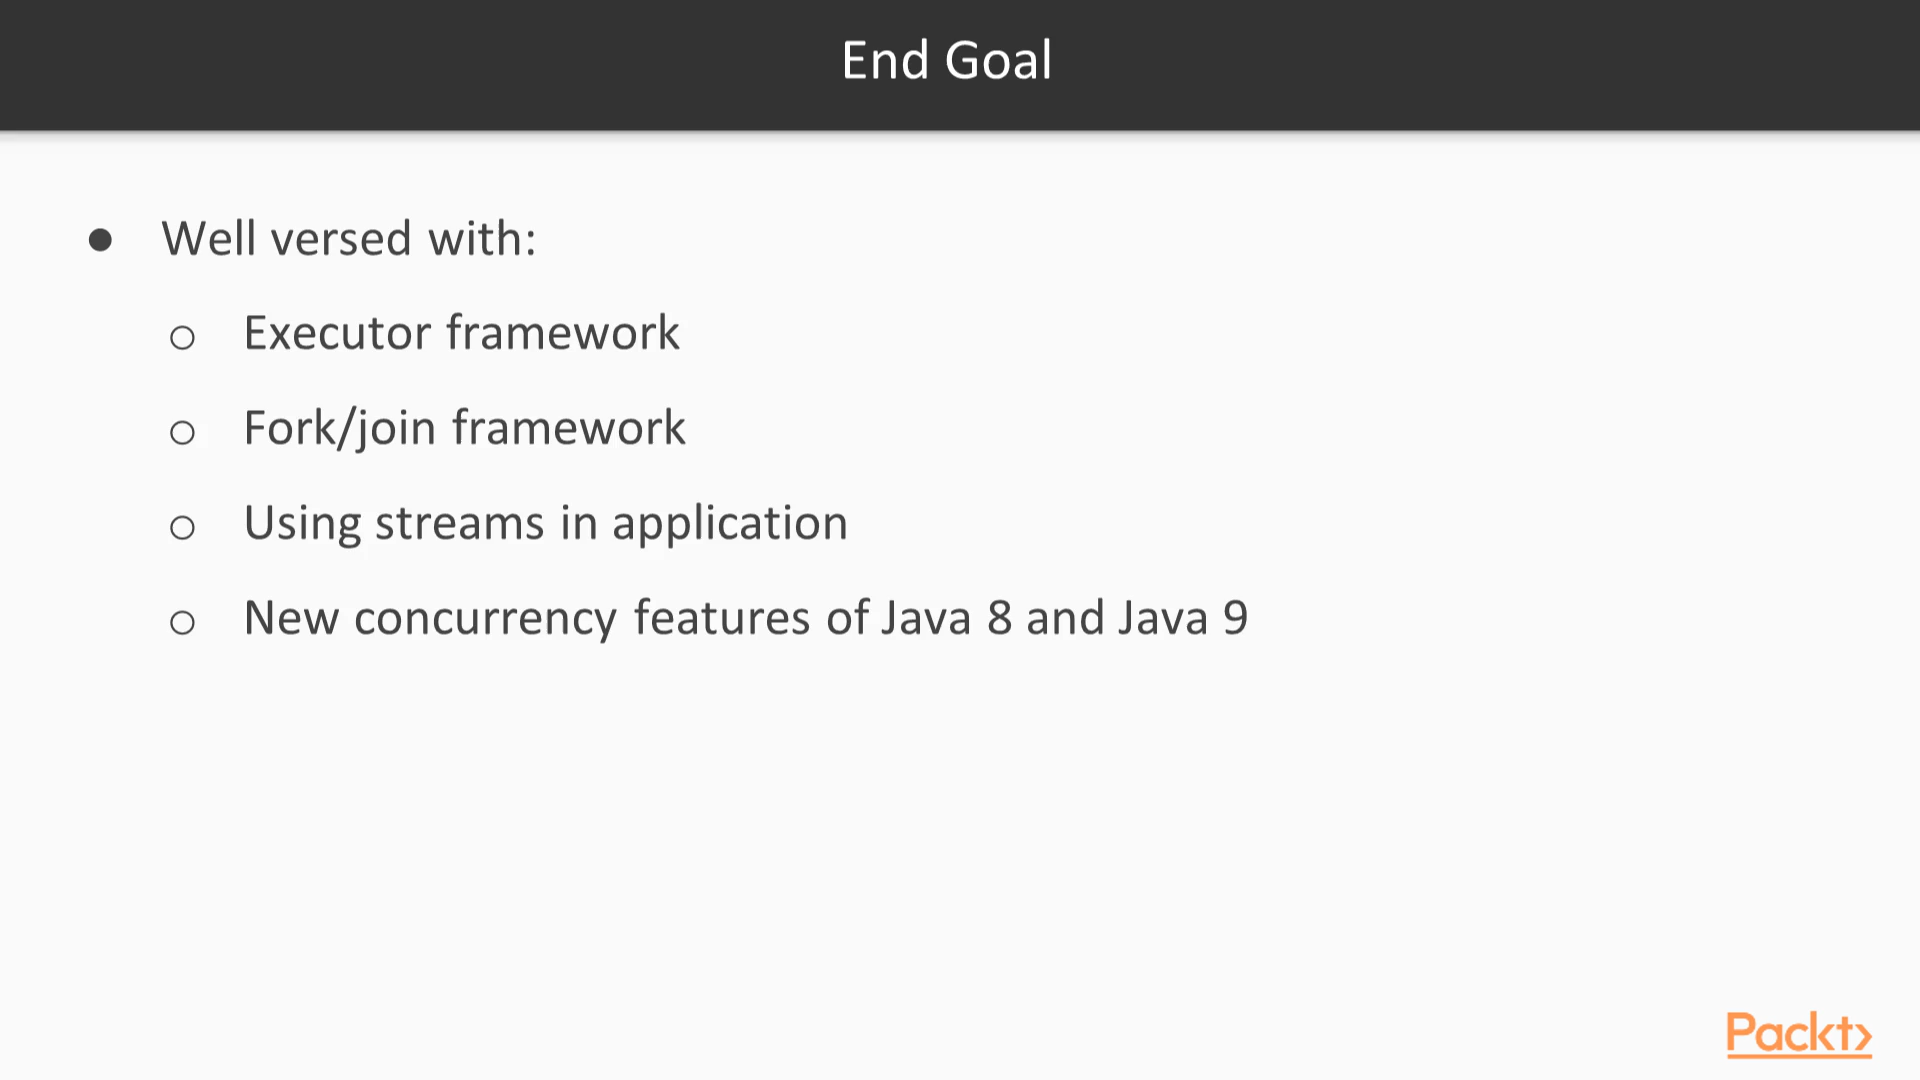 End Goal
● Well versed with:
○ Executor framework
○ Fork/join framework
○ Using streams in application
○ New concurrency features of Java 8 and Java 9
Packt>